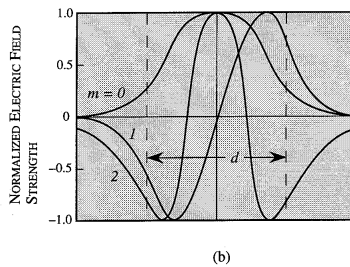 NORMALIZED ELECTRIC FIELD
STRENGTH
1.0
0.5
0
−0.5
−1.0
m = 0
1
2
d
(b)